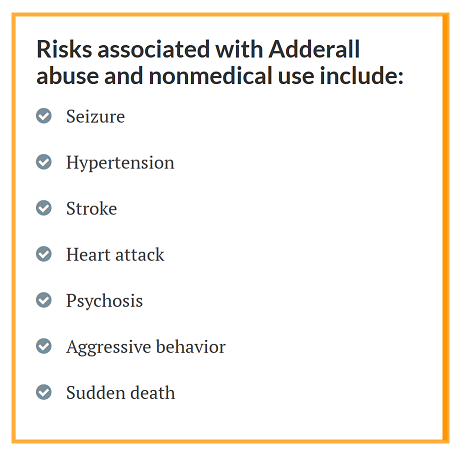 Risks associated with Adderall
abuse and nonmedical use include:
Seizure
Hypertension
Stroke
Heart attack
Psychosis
Aggressive behavior
Sudden death